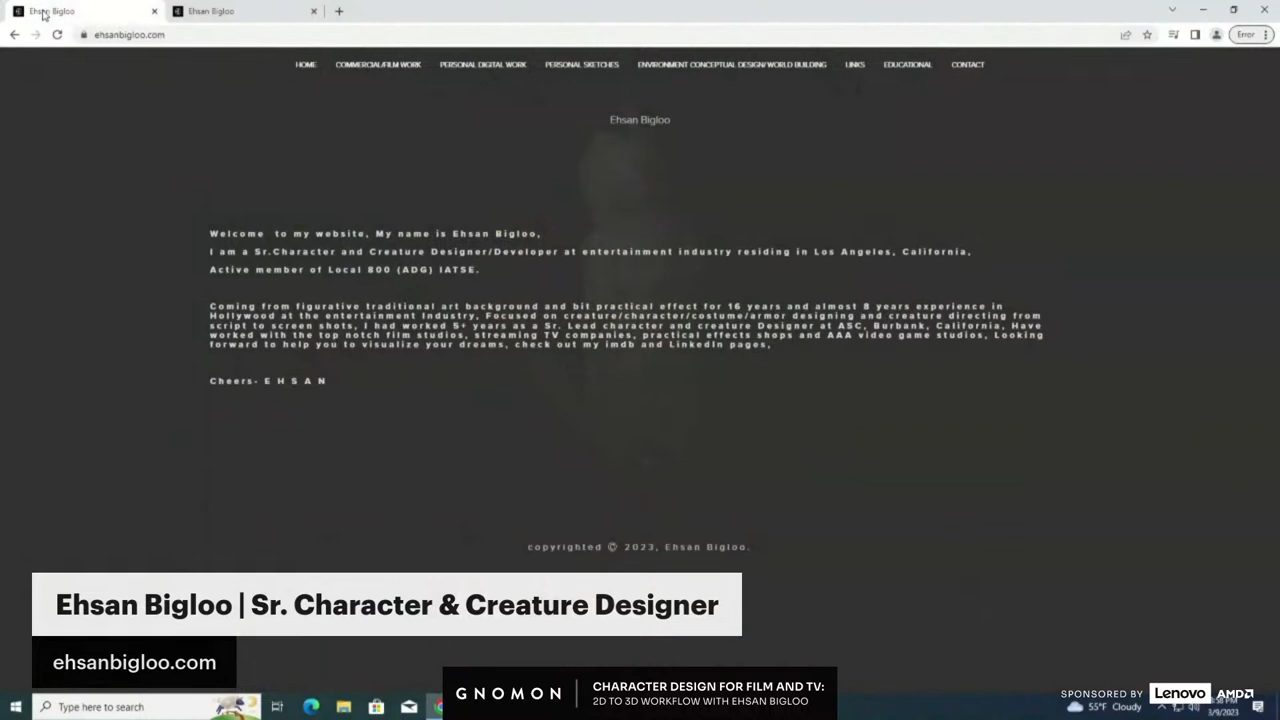 Ehsan Bigloo
Ehsan Bigloo
ehsanbigloo.com
Error
HOME COMMERCIAL/FILM WORK PERSONAL DIGITAL WORK PERSONAL SKETCHES ENVIRONMENT CONCEPTUAL DESIGN/WORLD BUILDING LINKS EDUCATIONAL CONTACT
Ehsan Bigloo
Welcome to my website, My name is Ehsan Bigloo,
I am a Sr.Character and Creature Designer/Developer at entertainment industry residing in Los Angeles, California,
Active member of Local 800 (ADG) IATSE.
Coming from figurative traditional art background and bit practical effect for 16 years and almost 8 years experience in
Hollywood at the entertainment Industry, Focused on creature/character/costume/armor designing and creature directing from
script to screen shots, I had worked 5+ years as a Sr. Lead character and creature Designer at ASC, Burbank, California, Have
worked with the top notch film studios, streaming TV companies, practical effects shops and AAA video game studios, Looking
forward to help you to visualize your dreams, check out my imdb and LinkedIn pages,
Cheers- E H S A N
copyrighted © 2023, Ehsan Bigloo.
Ehsan Bigloo | Sr. Character & Creature Designer
ehsanbigloo.com
GNOMON
CHARACTER DESIGN FOR FILM AND TV:
2D TO 3D WORKFLOW WITH EHSAN BIGLOO
SPONSORED BY Lenovo AMD
Type here to search
55°F Cloudy
3/9/2023